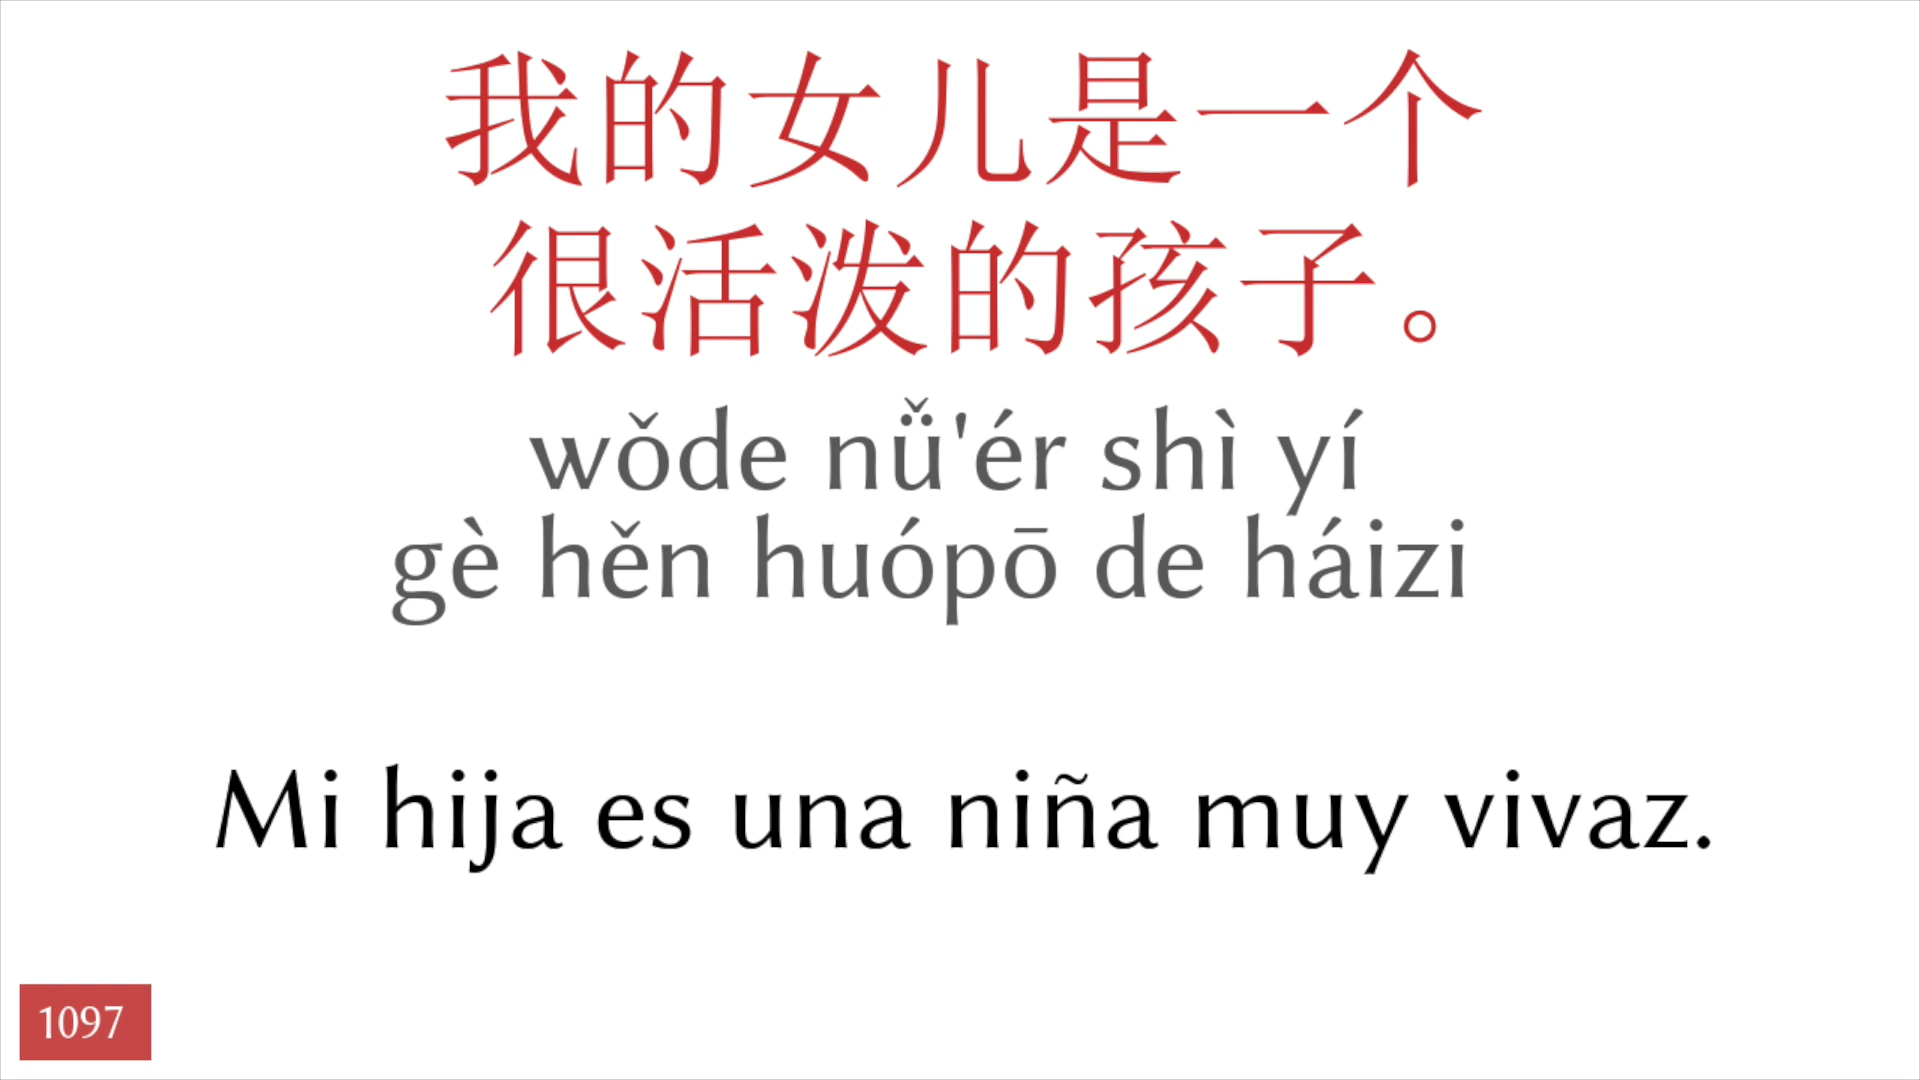 我的女儿是一个
很活泼的孩子。
wǒde nǚ'ér shì yí
gè hěn huópō de háizi
Mi hija es una niña muy vivaz.
1097